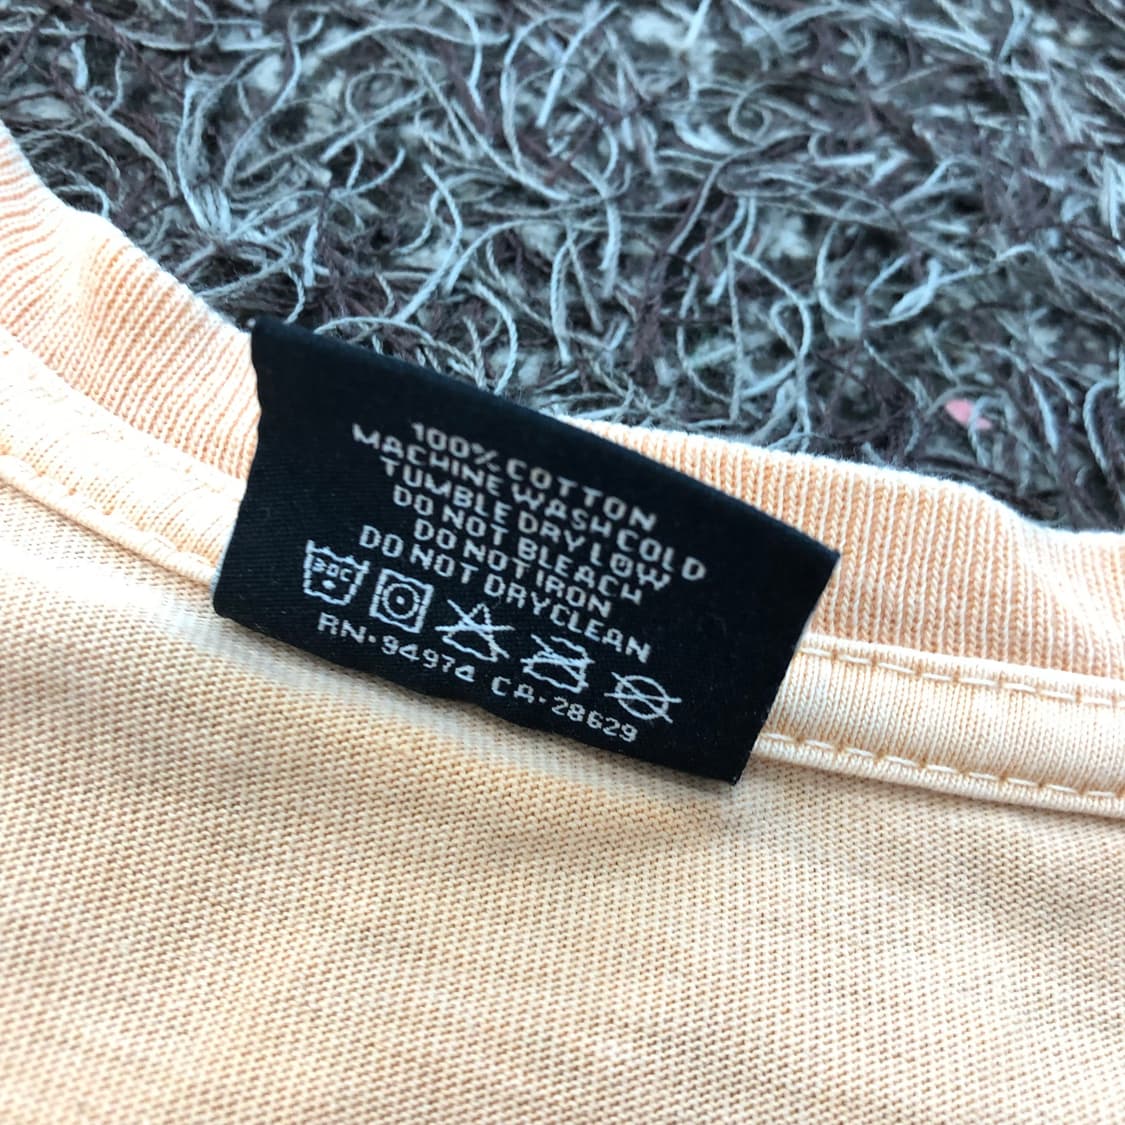 100% COTTON
MACHINE WASH COLD
TUMBLE DRY LOW
DO NOT BLEACH
DO NOT IRON
DO NOT DRYCLEAN
30C
RN·94974 CA·28629